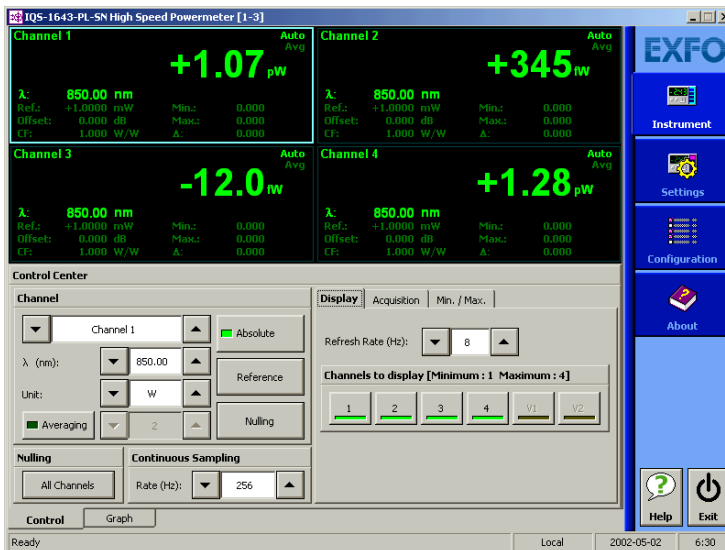 IQS-1643-PL-SN High Speed Powermeter [1-3]
Channel 1
Auto
Avg
+1.07 pW
λ: 850.00 nm
Ref.: +1.0000 mW Min.: 0.000
Offset: 0.000 dB Max.: 0.000
CF: 1.000 W/W Δ: 0.000
Channel 2
Auto
Avg
+345 fW
λ: 850.00 nm
Ref.: +1.0000 mW Min.: 0.000
Offset: 0.000 dB Max.: 0.000
CF: 1.000 W/W Δ: 0.000
Channel 3
Auto
Avg
-12.0 fW
λ: 850.00 nm
Ref.: +1.0000 mW Min.: 0.000
Offset: 0.000 dB Max.: 0.000
CF: 1.000 W/W Δ: 0.000
Channel 4
Auto
Avg
+1.28 pW
λ: 850.00 nm
Ref.: +1.0000 mW Min.: 0.000
Offset: 0.000 dB Max.: 0.000
CF: 1.000 W/W Δ: 0.000
EXFO
Instrument
Settings
Configuration
About
Control Center
Channel
Channel 1
Absolute
λ (nm): 850.00
Reference
Unit: W
Averaging 2
Nulling
Nulling
All Channels
Continuous Sampling
Rate (Hz): 256
Display Acquisition Min. / Max.
Refresh Rate (Hz): 8
Channels to display [Minimum : 1 Maximum : 4]
1 2 3 4 V1 V2
Control Graph
Help Exit
Ready Local 2002-05-02 6:30